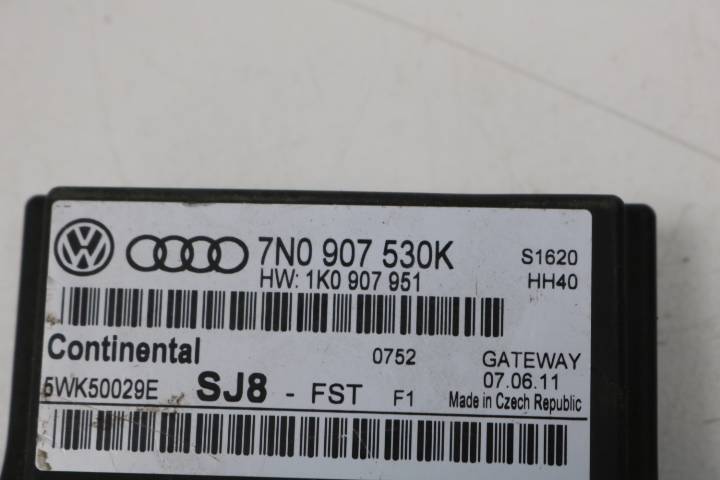 7N0 907 530K S1620
HW: 1K0 907 951 HH40
Continental 0752 GATEWAY
07.06.11
5WK50029E SJ8 - FST F1 Made in Czech Republic